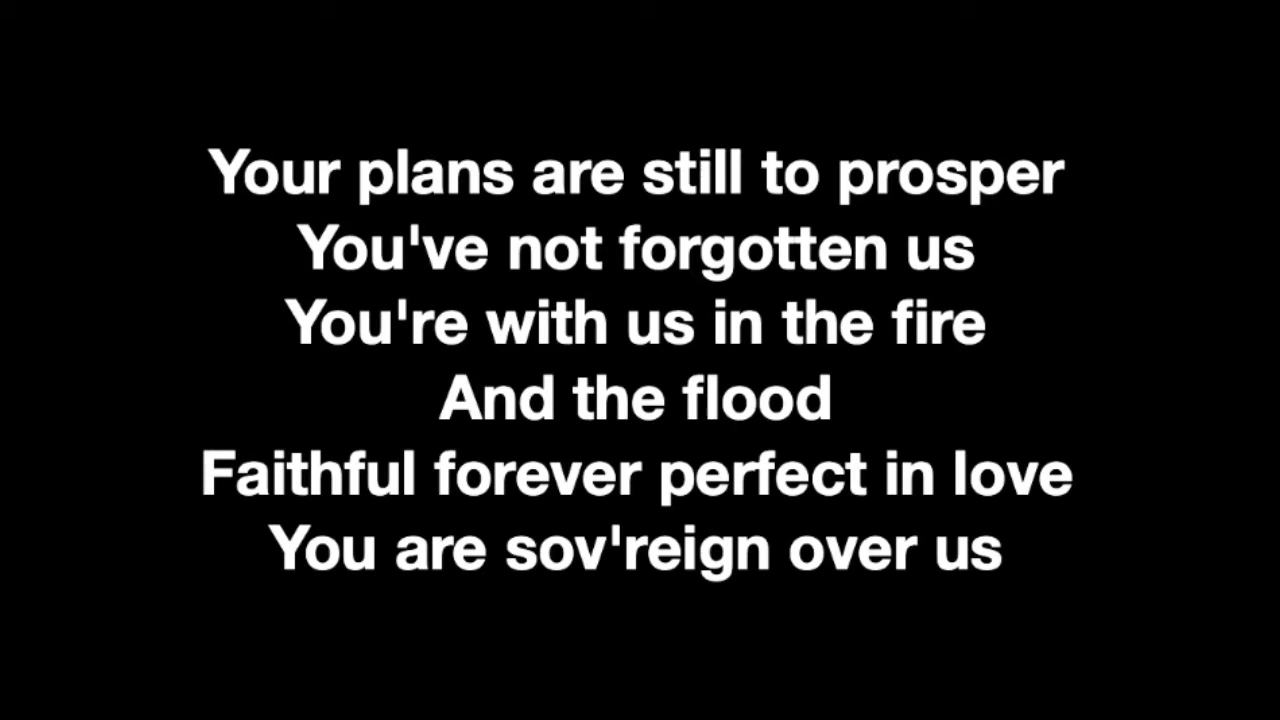 Your plans are still to prosper
You've not forgotten us
You're with us in the fire
And the flood
Faithful forever perfect in love
You are sov'reign over us